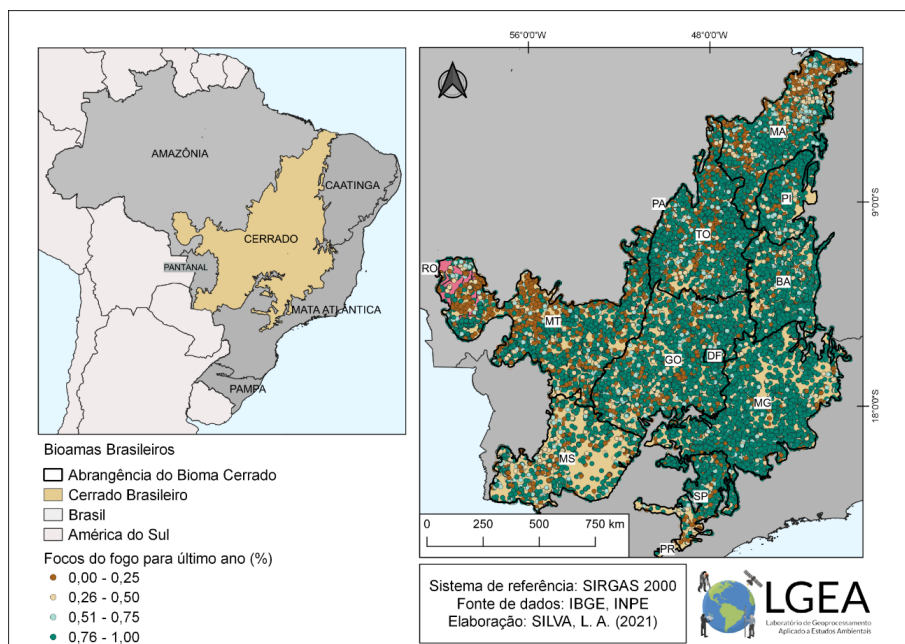 56°0'0"W
48°0'0"W
AMAZÔNIA
CAATINGA
CERRADO
PANTANAL
MATA ATLÂNTICA
PAMPA
MA
PI
PA
TO
9°0'0"S
RO
BA
MT
GO
DF
MG
18°0'0"S
MS
SP
PR
0 250 500 750 km
Bioamas Brasileiros
Abrangência do Bioma Cerrado
Cerrado Brasileiro
Brasil
América do Sul
Focos do fogo para último ano (%)
0,00 - 0,25
0,26 - 0,50
0,51 - 0,75
0,76 - 1,00
Sistema de referência: SIRGAS 2000
Fonte de dados: IBGE, INPE
Elaboração: SILVA, L. A. (2021)
LGEA
Laboratório de Geoprocessamento
Aplicado a Estudos Ambientais